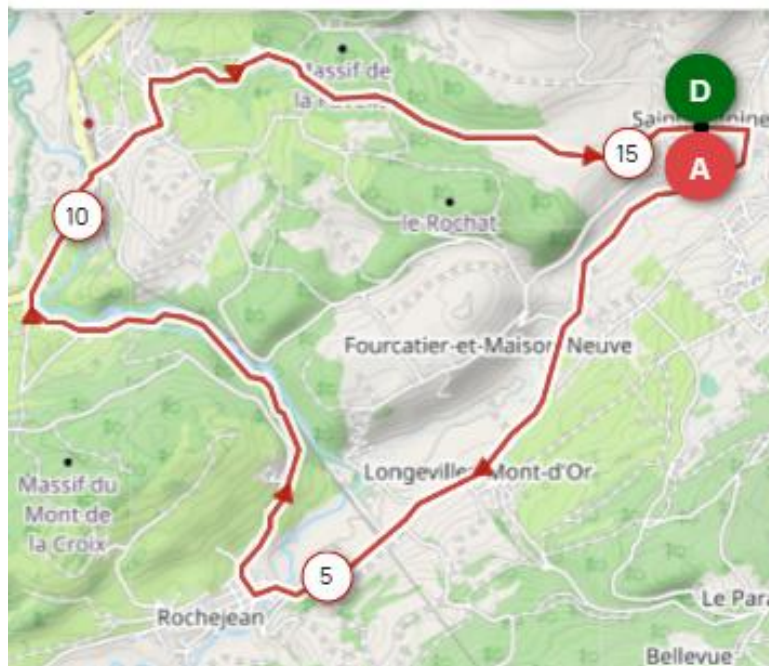 D
Massif de
15
A
10
le Rochat
Fourcatier-et-Maison Neuve
Longevilles-Mont-d'Or
Massif du
Mont de
la Croix
5
Rochejean
Le Para
Bellevue